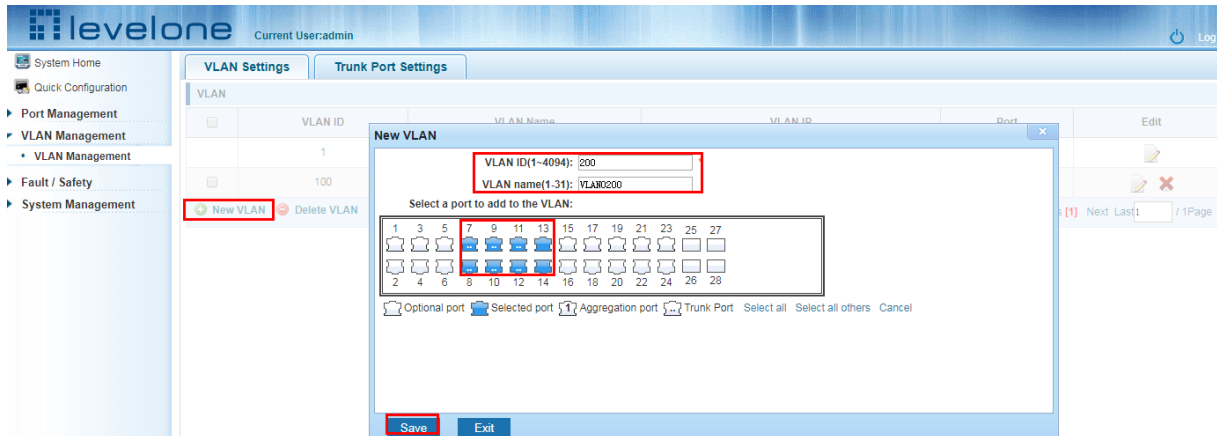 levelone Current User:admin
Log
System Home
Quick Configuration
Port Management
VLAN Management
VLAN Management
Fault / Safety
System Management
VLAN Settings Trunk Port Settings
VLAN
VLAN ID VLAN Name VLAN IP Port Edit
1
100
New VLAN Delete VLAN
[1] Next Last 1 / 1Page
New VLAN
VLAN ID(1~4094): 200 *
VLAN name(1-31): VLAN0200
Select a port to add to the VLAN:
1 3 5 7 9 11 13 15 17 19 21 23 25 27
2 4 6 8 10 12 14 16 18 20 22 24 26 28
Optional port Selected port 1 Aggregation port Trunk Port Select all Select all others Cancel
Save Exit